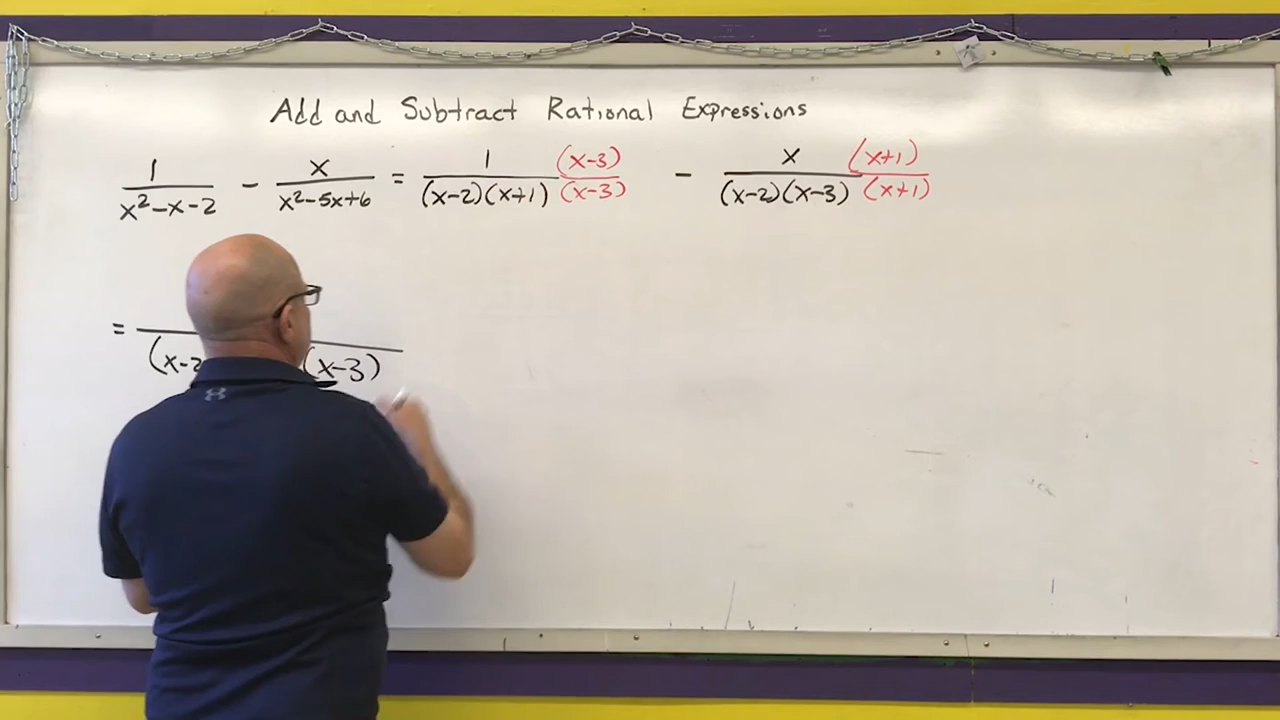 Add and Subtract Rational Expressions
1/(x²-x-2) - x/(x²-5x+6) = 1 (x-3)/((x-2)(x+1) (x-3)) - x (x+1)/((x-2)(x-3) (x+1))
= (x-2 (x-3)